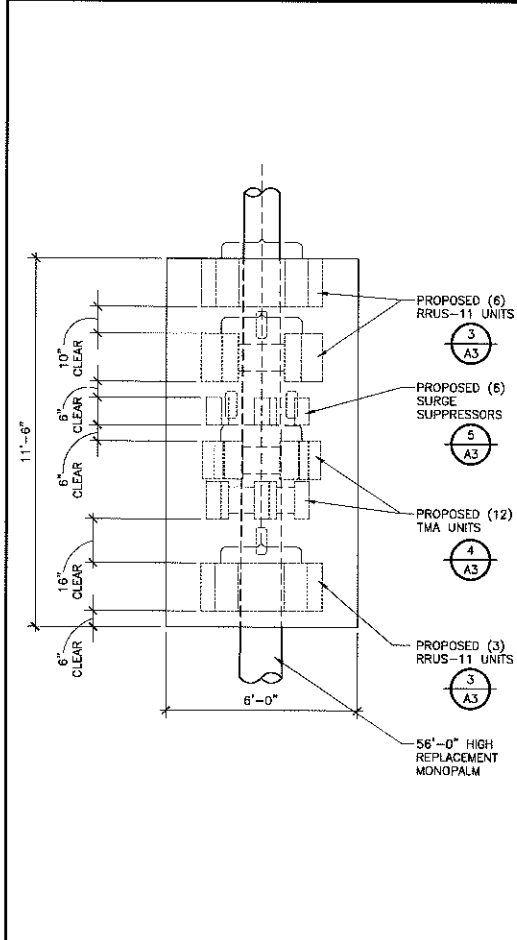 PROPOSED (6)
RRUS-11 UNITS
3
A3
PROPOSED (6)
SURGE
SUPPRESSORS
5
A3
PROPOSED (12)
TMA UNITS
4
A3
PROPOSED (3)
RRUS-11 UNITS
3
A3
56'-0" HIGH
REPLACEMENT
MONOPALM
11'-6"
10"
CLEAR
6"
CLEAR
6"
CLEAR
16"
CLEAR
6"
CLEAR
6'-0"